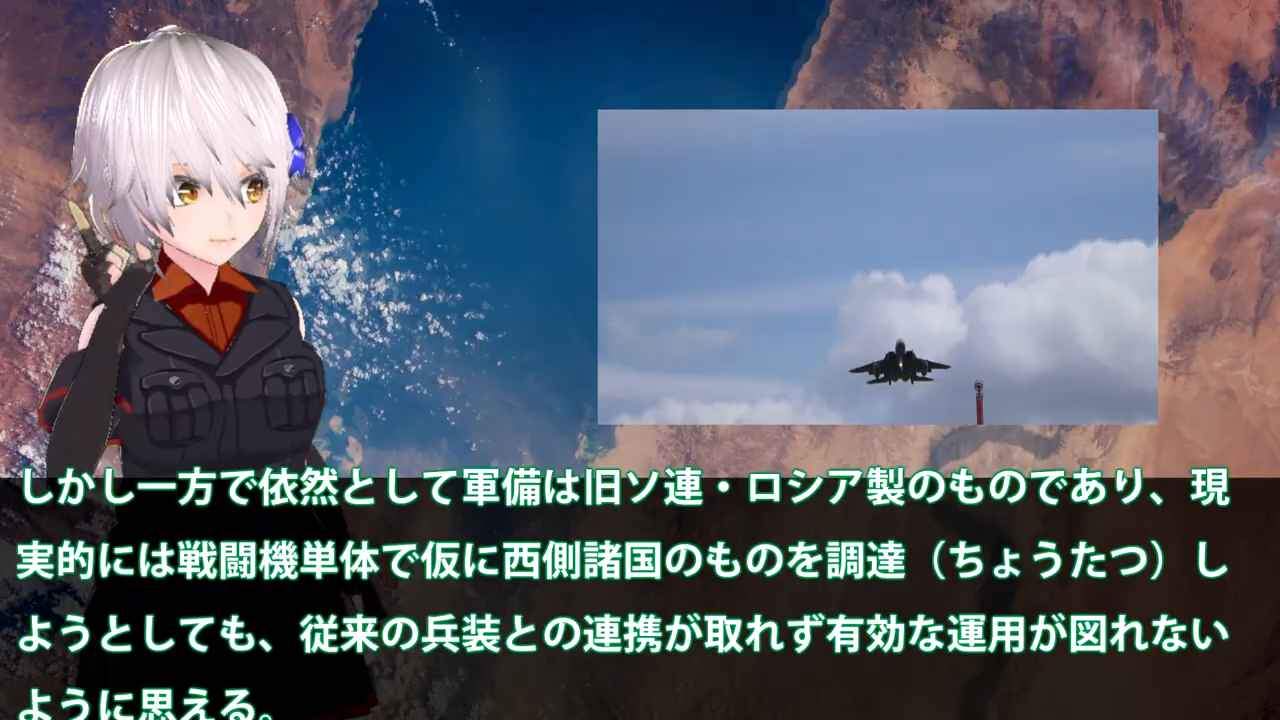 しかし一方で依然として軍備は旧ソ連・ロシア製のものであり、現
実的には戦闘機単体で仮に西側諸国のものを調達（ちょうたつ）し
ようとしても、従来の兵装との連携が取れず有効な運用が図れない
ように思える。